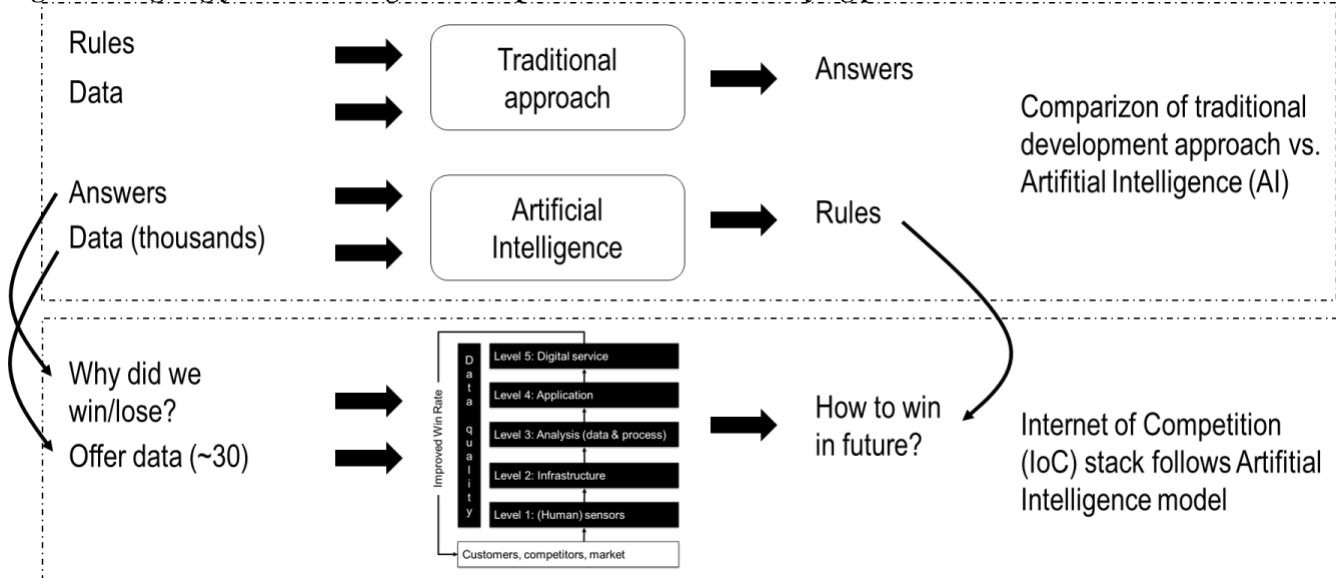 Rules
Data
Traditional
approach
Answers
Comparizon of traditional
development approach vs.
Artifitial Intelligence (AI)
Answers
Data (thousands)
Artificial
Intelligence
Rules
Why did we
win/lose?
Offer data (~30)
Improved Win Rate
Data quality
Level 5: Digital service
Level 4: Application
Level 3: Analysis (data & process)
Level 2: Infrastructure
Level 1: (Human) sensors
Customers, competitors, market
How to win
in future?
Internet of Competition
(IoC) stack follows Artifitial
Intelligence model